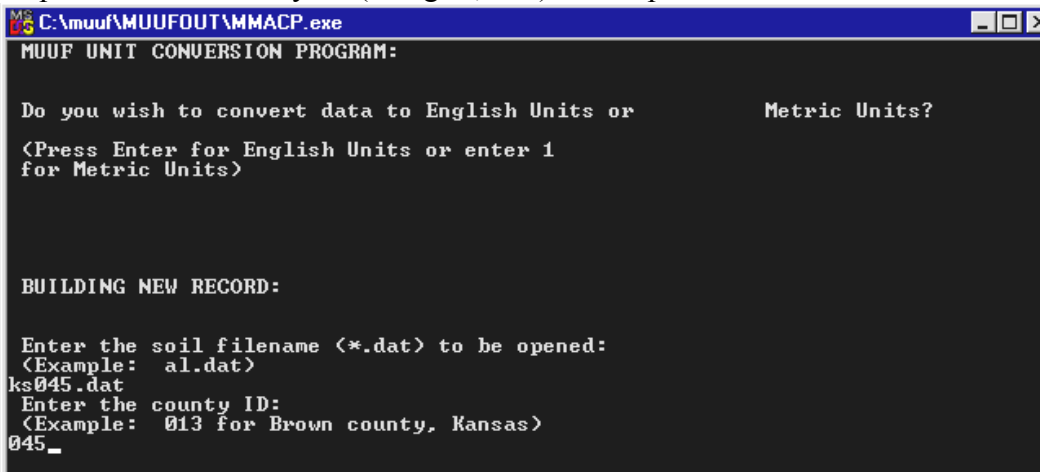 C:\muuf\MUUFOUT\MMACP.exe
MUUF UNIT CONVERSION PROGRAM:
Do you wish to convert data to English Units or Metric Units?
(Press Enter for English Units or enter 1
for Metric Units)
BUILDING NEW RECORD:
Enter the soil filename (*.dat) to be opened:
(Example: al.dat)
ks045.dat
Enter the county ID:
(Example: 013 for Brown county, Kansas)
045_